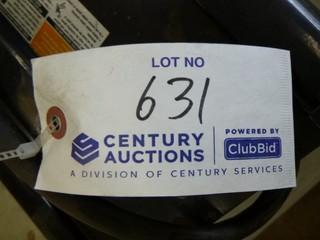 LOT NO
631
CENTURY AUCTIONS
POWERED BY
ClubBid
A DIVISION OF CENTURY SERVICES